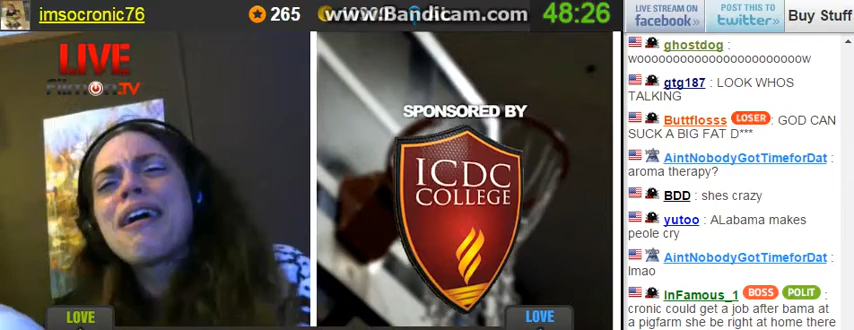 imsocronic76
265
www.Bandicam.com
48:26
LIVE STREAM ON
facebook»
POST THIS TO
twitter»
Buy Stuff
LIVE
FilmOn.TV
SPONSORED BY
ICDC
COLLEGE
LOVE
LOVE
ghostdog :
woooooooooooooooooooooooow
gtg187 : LOOK WHOS
TALKING
Buttflosss LOSER : GOD CAN
SUCK A BIG FAT D***
AintNobodyGotTimeforDat :
aroma therapy?
BDD : shes crazy
yutoo : ALabama makes
peole cry
AintNobodyGotTimeforDat :
lmao
InFamous_1 BOSS POLIT :
cronic could get a job after bama at
a pigfarm she be right at home there